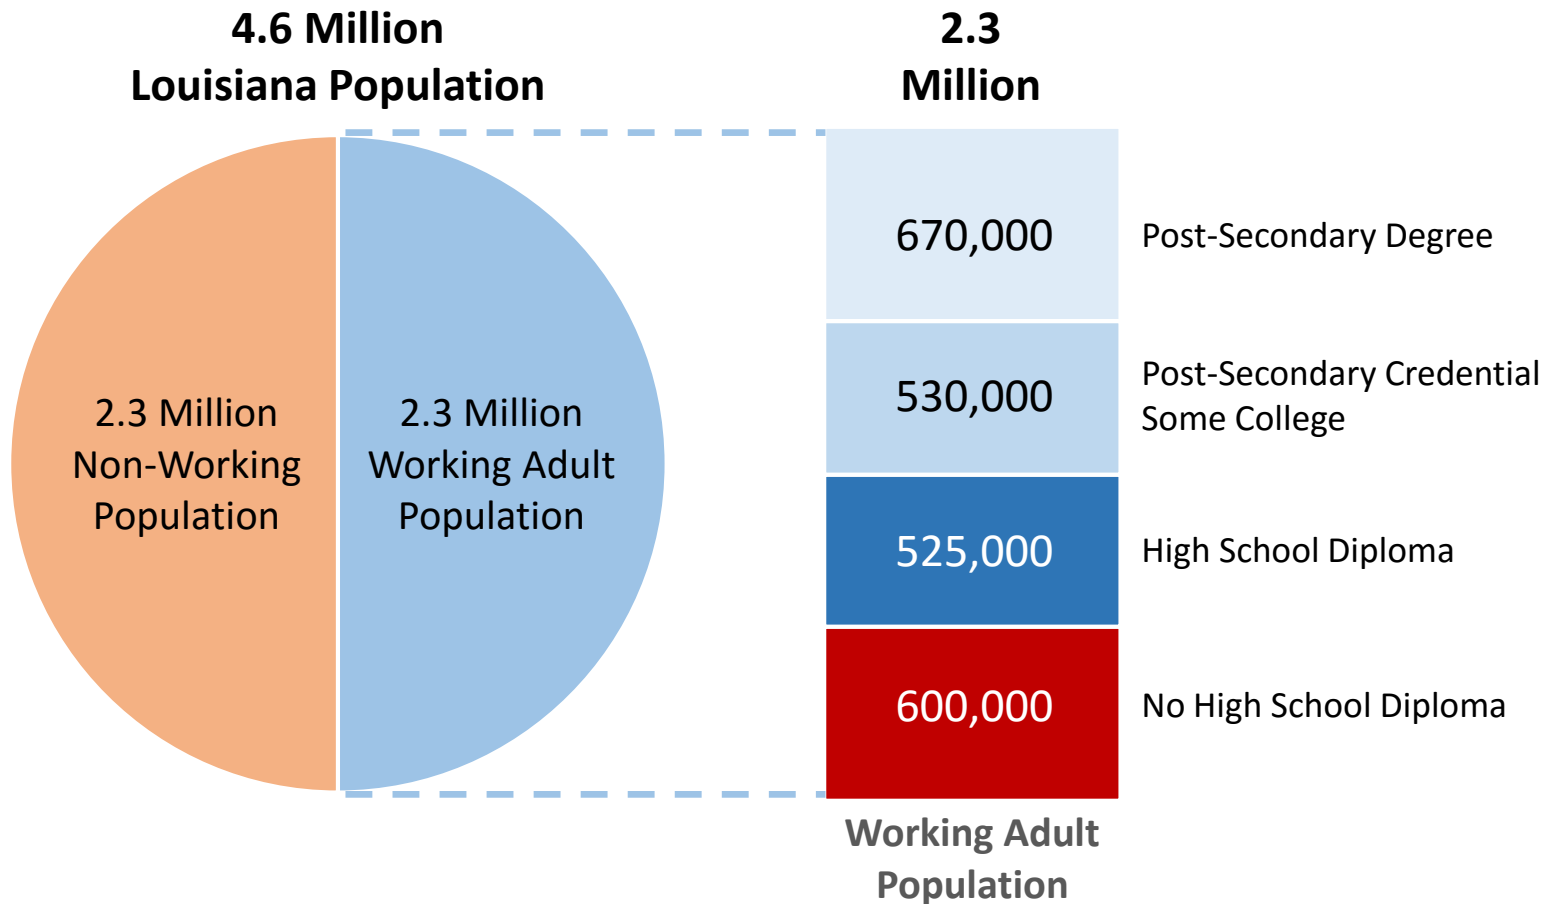 4.6 Million
Louisiana Population
2.3 Million
Non-Working
Population
2.3 Million
Working Adult
Population
2.3
Million
670,000
Post-Secondary Degree
530,000
Post-Secondary Credential
Some College
525,000
High School Diploma
600,000
No High School Diploma
Working Adult
Population